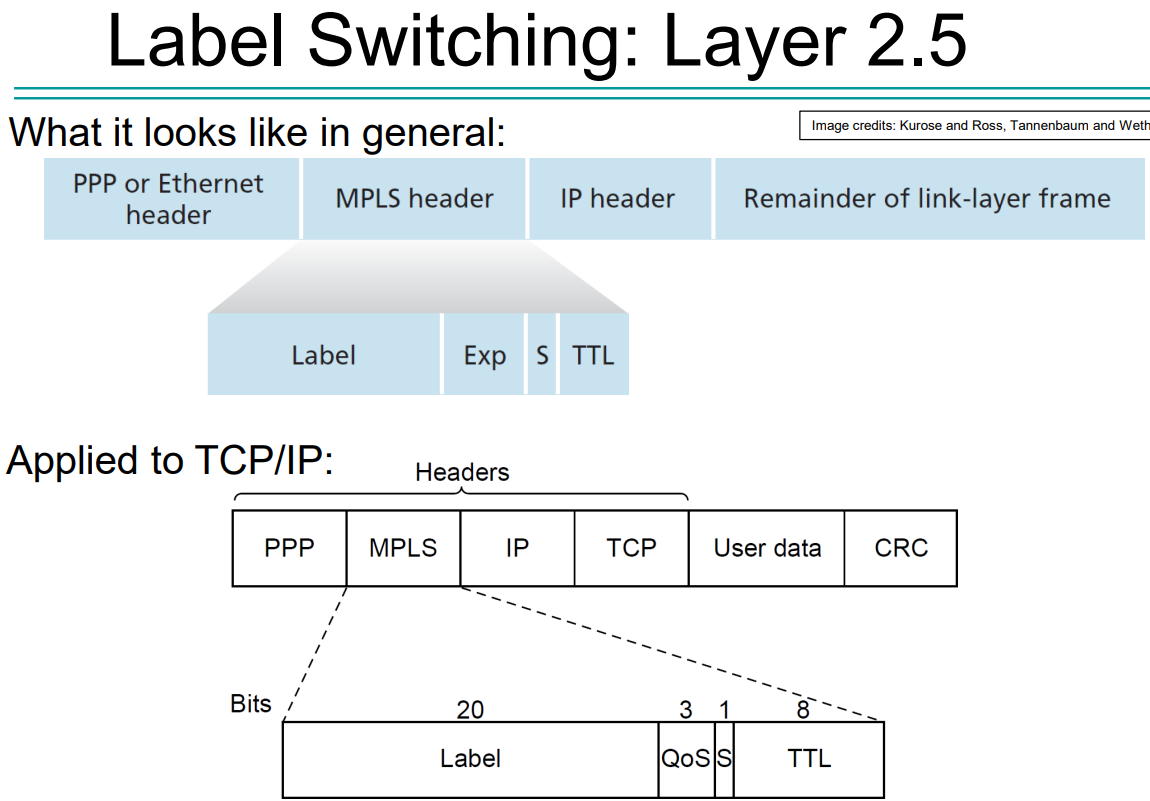 Label Switching: Layer 2.5
What it looks like in general:
Image credits: Kurose and Ross, Tannenbaum and Weth
PPP or Ethernet
header
MPLS header
IP header
Remainder of link-layer frame
Label
Exp
S
TTL
Applied to TCP/IP:
Headers
PPP
MPLS
IP
TCP
User data
CRC
Bits
20
3
1
8
Label
QoS
S
TTL